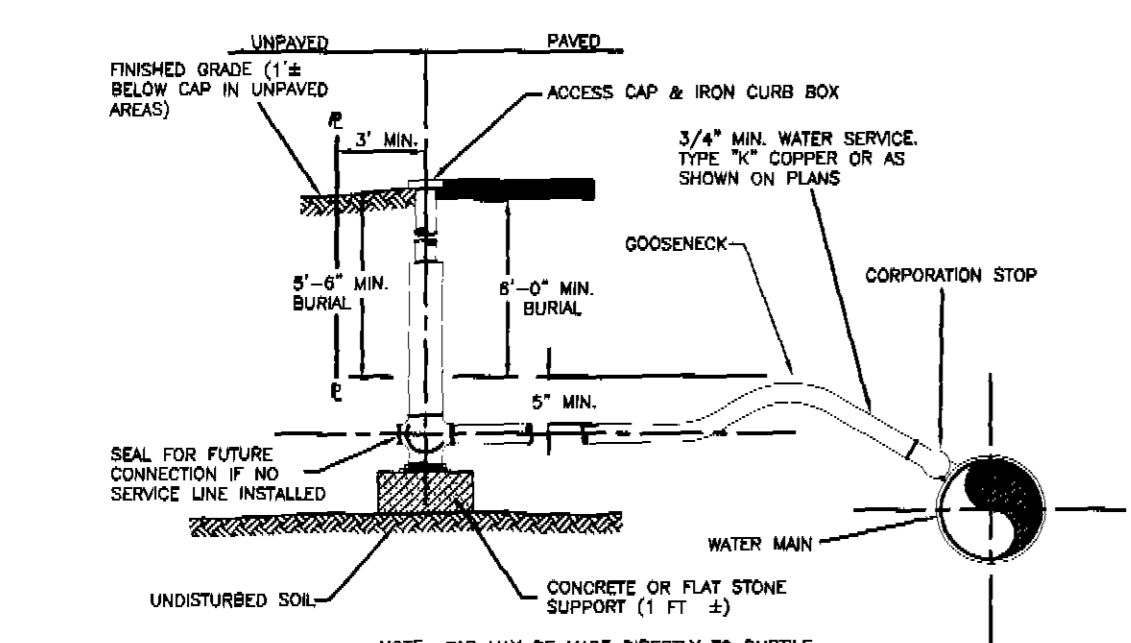 UNPAVED
PAVED
FINISHED GRADE (1'±
BELOW CAP IN UNPAVED
AREAS)
ACCESS CAP & IRON CURB BOX
℄
3' MIN.
3/4" MIN. WATER SERVICE.
TYPE "K" COPPER OR AS
SHOWN ON PLANS
GOOSENECK
CORPORATION STOP
5'-6" MIN.
BURIAL
6'-0" MIN.
BURIAL
℄
5" MIN.
SEAL FOR FUTURE
CONNECTION IF NO
SERVICE LINE INSTALLED
WATER MAIN
UNDISTURBED SOIL
CONCRETE OR FLAT STONE
SUPPORT (1 FT ±)